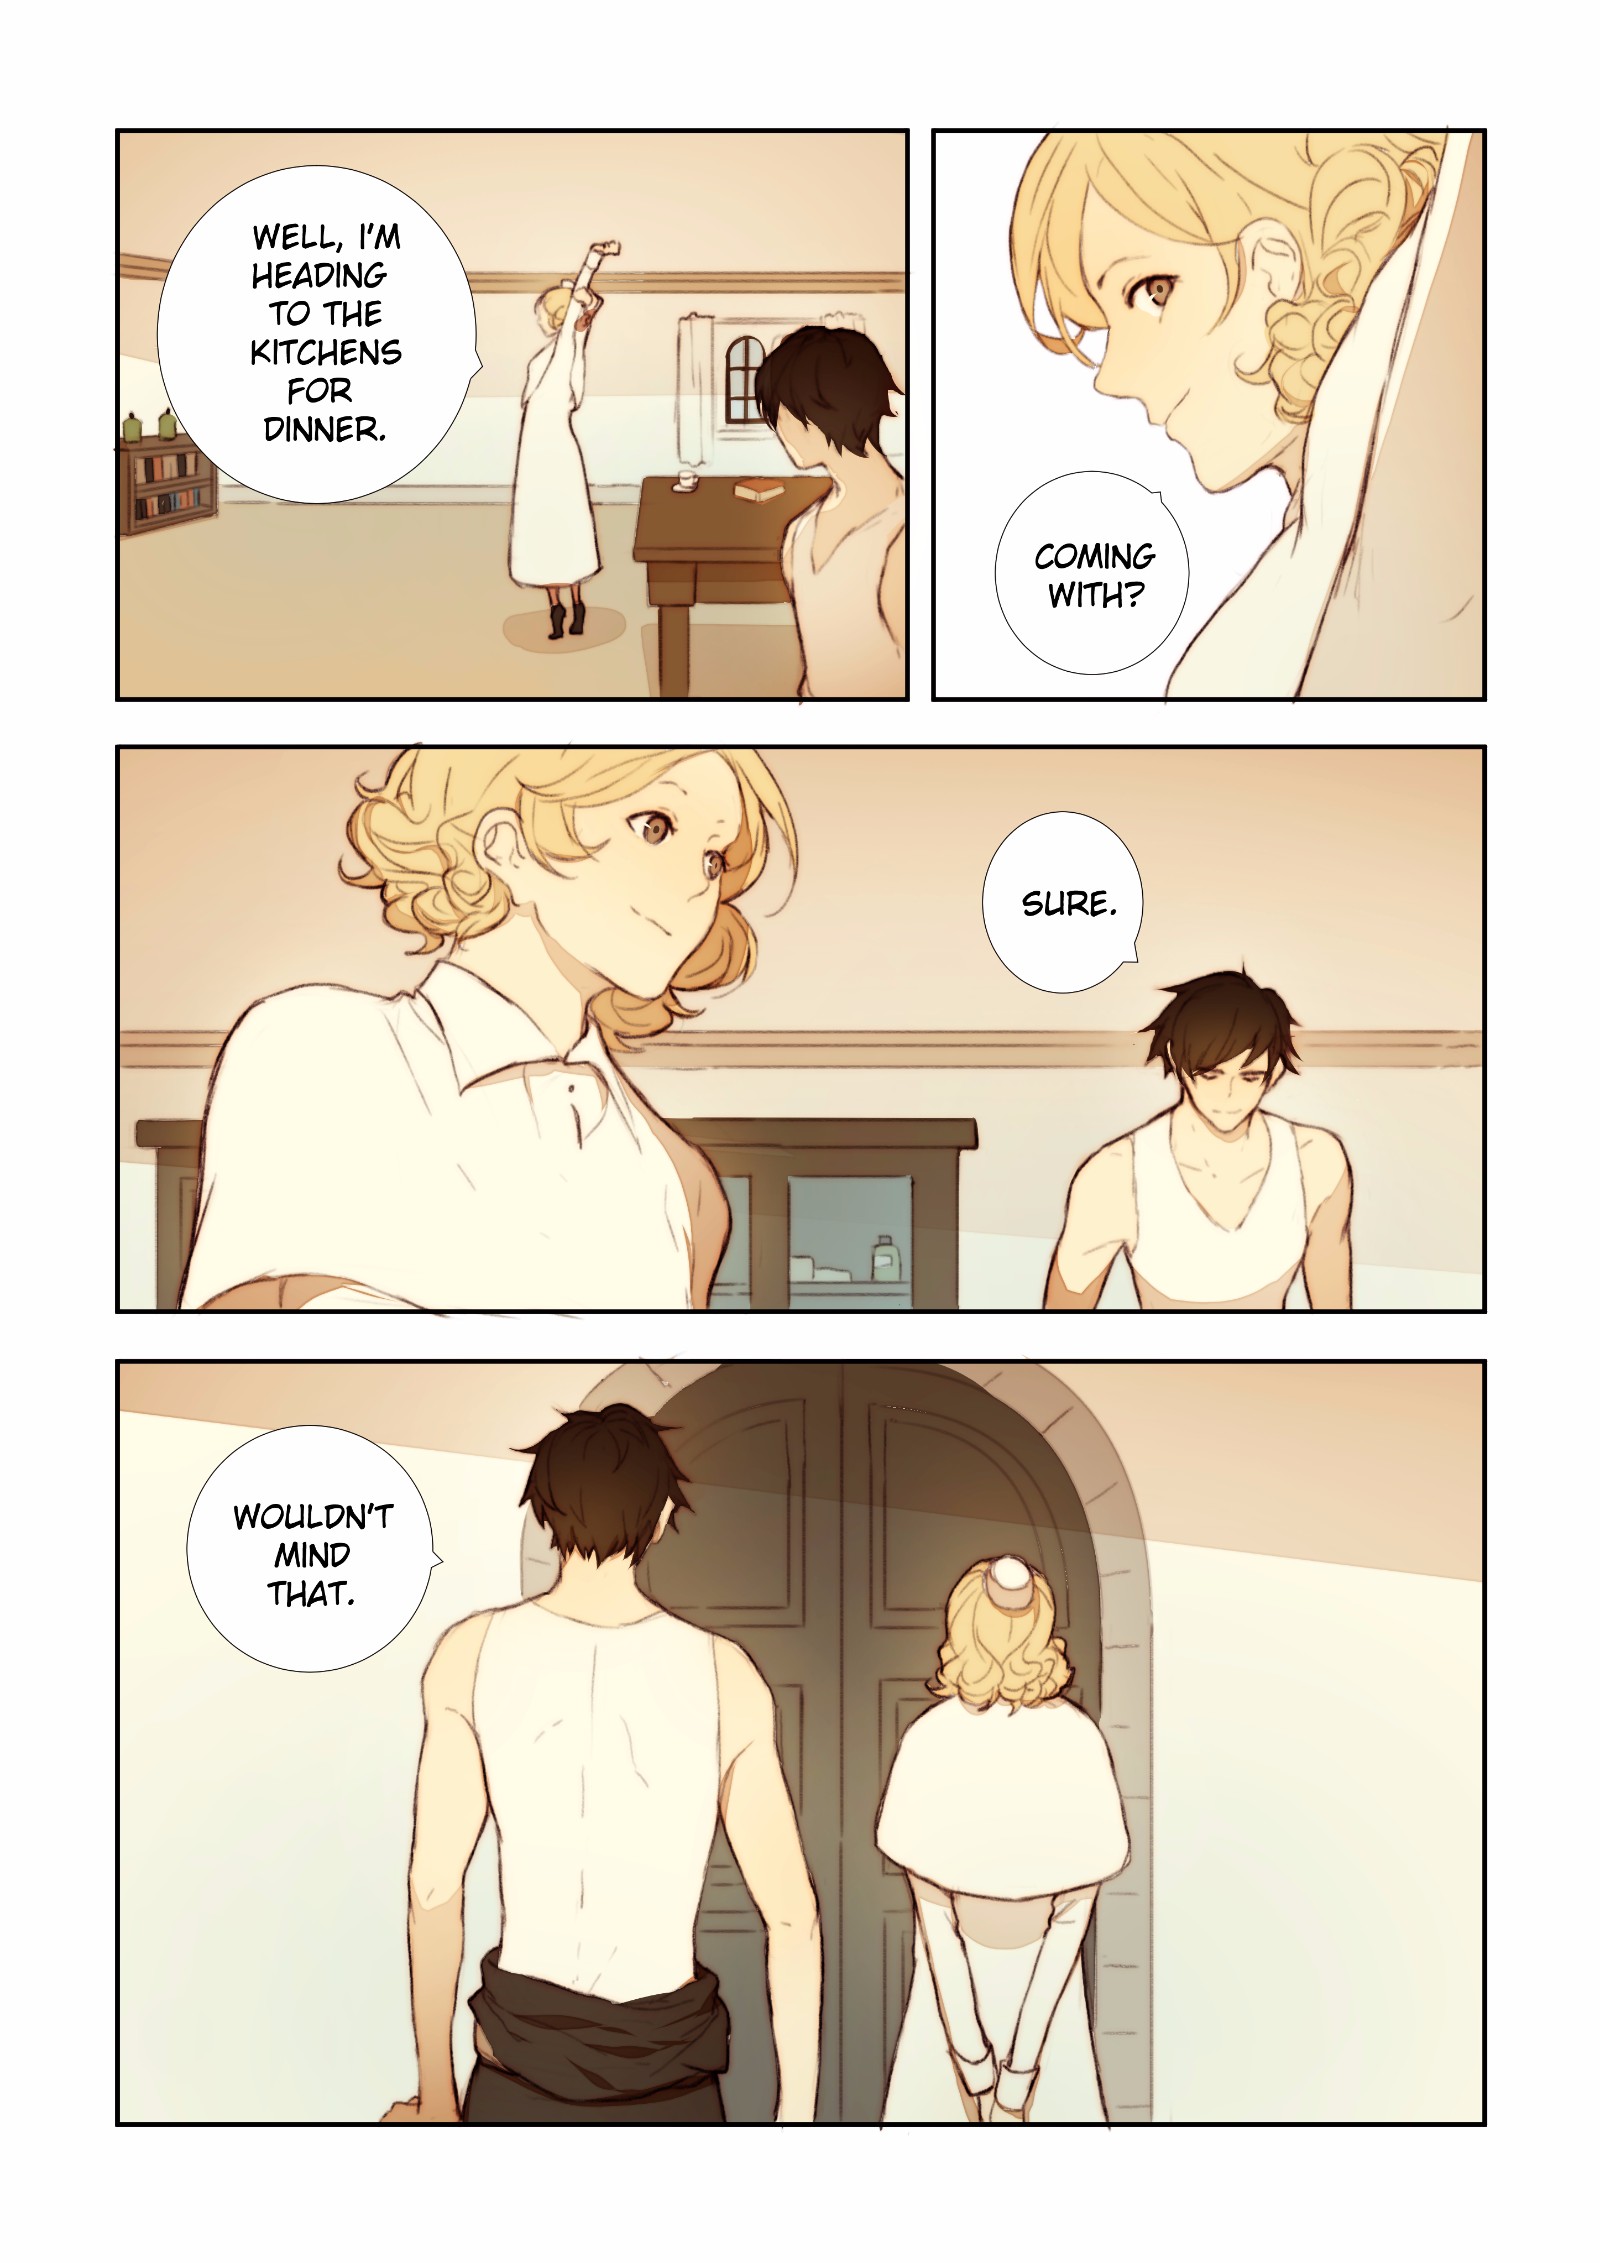 WELL, I'M
HEADING
TO THE
KITCHENS
FOR
DINNER.
COMING
WITH?
SURE.
WOULDN'T
MIND
THAT.